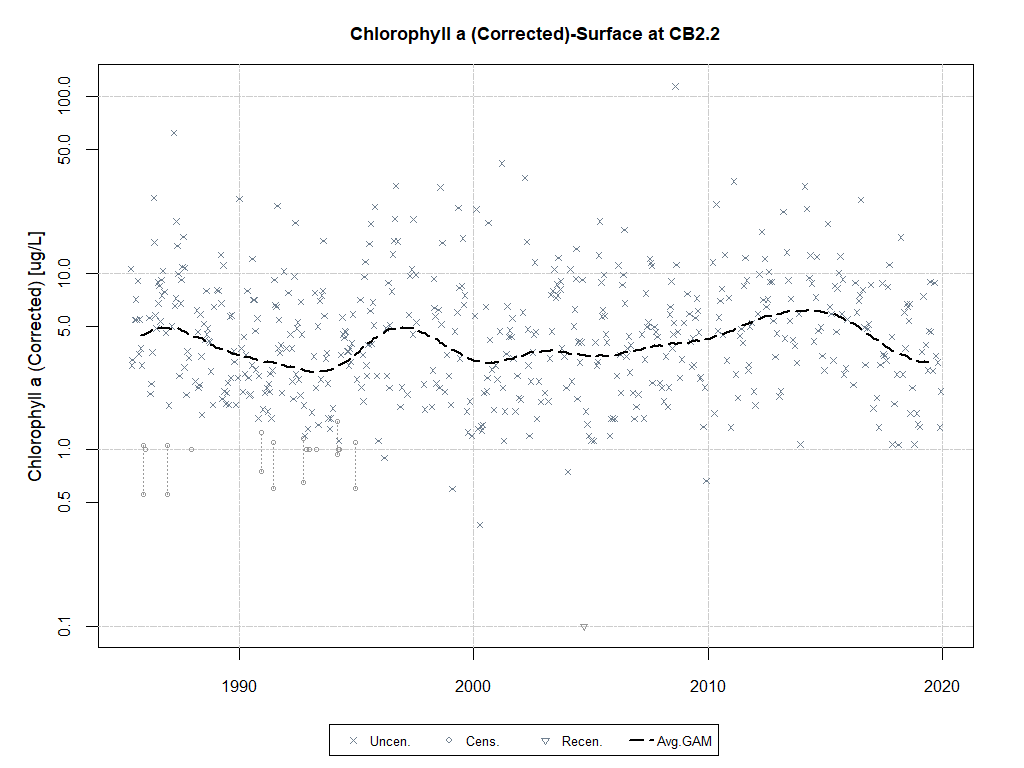 Chlorophyll a (Corrected)-Surface at CB2.2
Chlorophyll a (Corrected) [ug/L]
100.0
50.0
10.0
5.0
1.0
0.5
0.1
1990 2000 2010 2020
Uncen. Cens. Recen. Avg.GAM